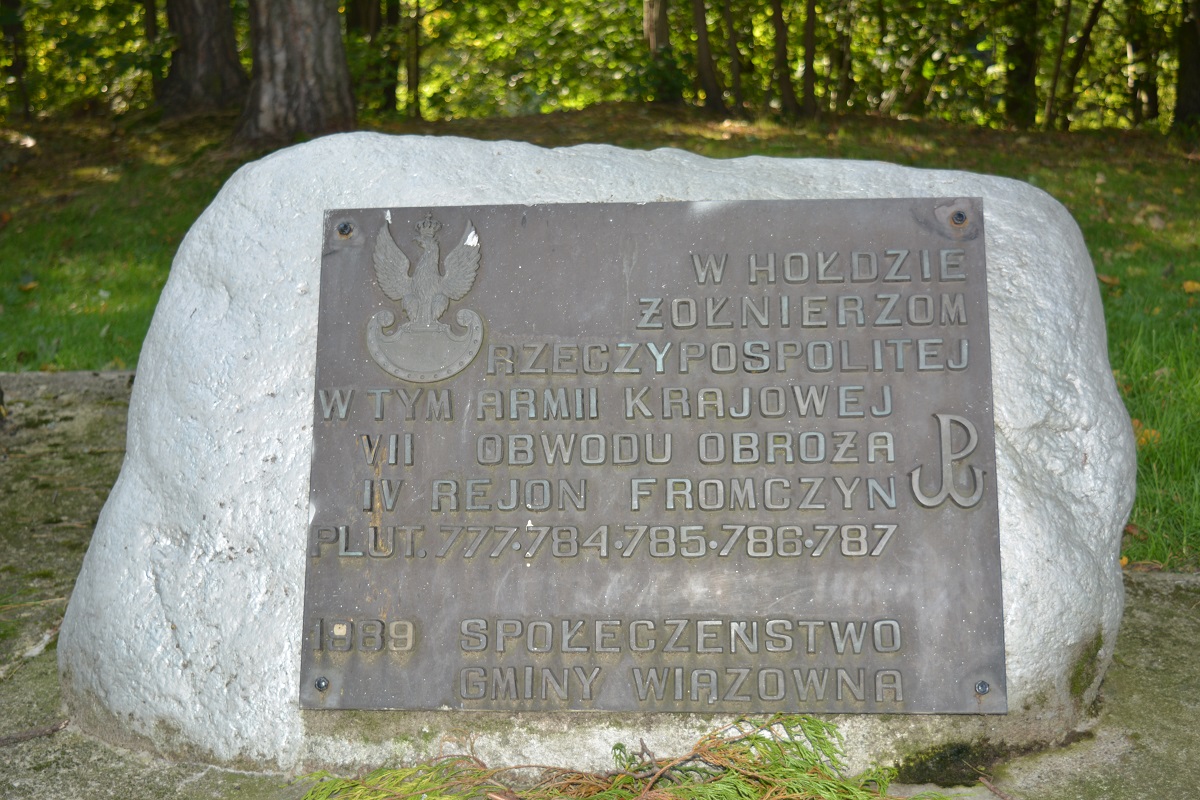 W HOŁDZIE
ŻOŁNIERZOM
RZECZYPOSPOLITEJ
W TYM ARMII KRAJOWEJ
VII OBWODU OBROŻA
IV REJON FROMCZYN
PLUT. 777·784·785·786·787
1989 SPOŁECZEŃSTWO
GMINY WIĄZOWNA